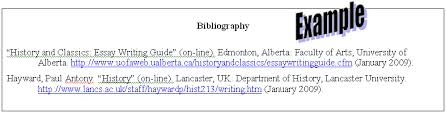 Example
Bibliography
"History and Classics: Essay Writing Guide" (on-line). Edmonton, Alberta: Faculty of Arts, University of
Alberta. http://www.uofaweb.ualberta.ca/historyandclassics/essaywritingguide.cfm (January 2009).
Hayward, Paul Antony. "History" (on-line). Lancaster, UK: Department of History, Lancaster University.
http://www.lancs.ac.uk/staff/haywardp/hist213/writing.htm (January 2009).